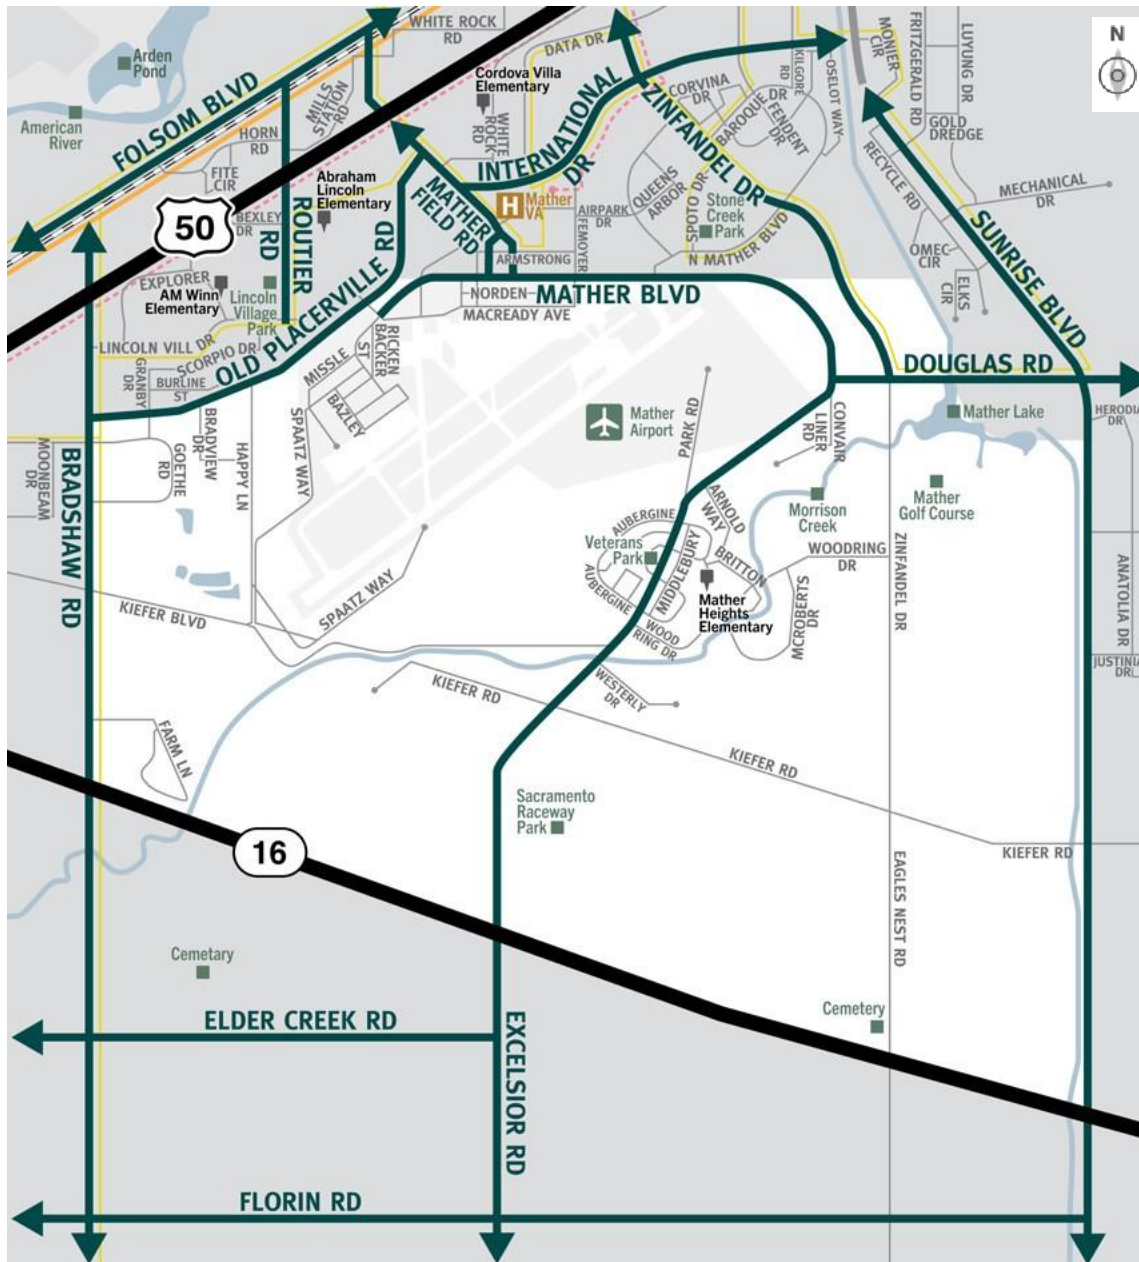 WHITE ROCK
RD
N
Arden
Pond
American
River
FOLSOM BLVD
MILLS
STATION
RD
HORN
RD
FITE
CIR
BEXLEY
DR
50
Abraham
Lincoln
Elementary
Cordova Villa
Elementary
WHITE
ROCK
RD
DATA DR
INTERNATIONAL
DR
ZINFANDEL DR
CORVINA
DR
BAROQUE DR
FENDENT
DR
KILGORE
RD
OSELOT WAY
MONIER
CIR
FRITZGERALD RD
LUYUNG DR
GOLD
DREDGE
RECYCLE RD
MECHANICAL
DR
SUNRISE BLVD
OMEC
CIR
ELKS
CIR
ROUTIER
RD
MATHER
FIELD RD
H
Mather
VA
AIRPARK
DR
FEMOYER
ARMSTRONG
QUEENS
ARBOR
SPOTO DR
Stone
Creek
Park
N MATHER BLVD
EXPLORER
AM Winn
Elementary
Lincoln
Village
Park
LINCOLN VILL DR
SCORPIO DR
BURLINE
ST
GRANBY
DR
OLD PLACERVILLE RD
NORDEN
MACREADY AVE
MATHER BLVD
RICKEN
BACKER
MISSLE
ST
BAZLEY
DOUGLAS RD
Mather
Airport
PARK RD
CONVAIR
LINER
RD
Mather Lake
HERODIA
DR
BRADSHAW RD
MOONBEAM
DR
GOETHE
RD
BRADVIEW
DR
HAPPY LN
SPAATZ WAY
SPAATZ WAY
Morrison
Creek
Mather
Golf Course
ARNOLD
WAY
AUBERGINE
Veterans
Park
AUBERGINE
MIDDLEBURY
BRITTON
WOODRING
DR
ZINFANDEL DR
ANATOLIA DR
Mather
Heights
Elementary
MCROBERTS
DR
WOOD
RING DR
JUSTINIA
DR
KIEFER BLVD
KIEFER RD
WESTERLY
DR
FARM LN
KIEFER RD
Sacramento
Raceway
Park
16
KIEFER RD
EAGLES NEST RD
Cemetary
Cemetery
ELDER CREEK RD
EXCELSIOR RD
FLORIN RD